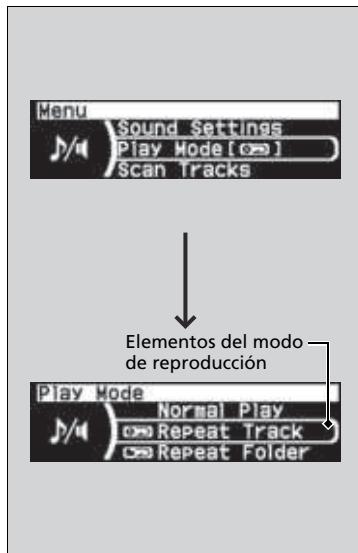 Menu
Sound Settings
Play Mode []
Scan Tracks
Elementos del modo
de reproducción
Play Mode
Normal Play
Repeat Track
Repeat Folder